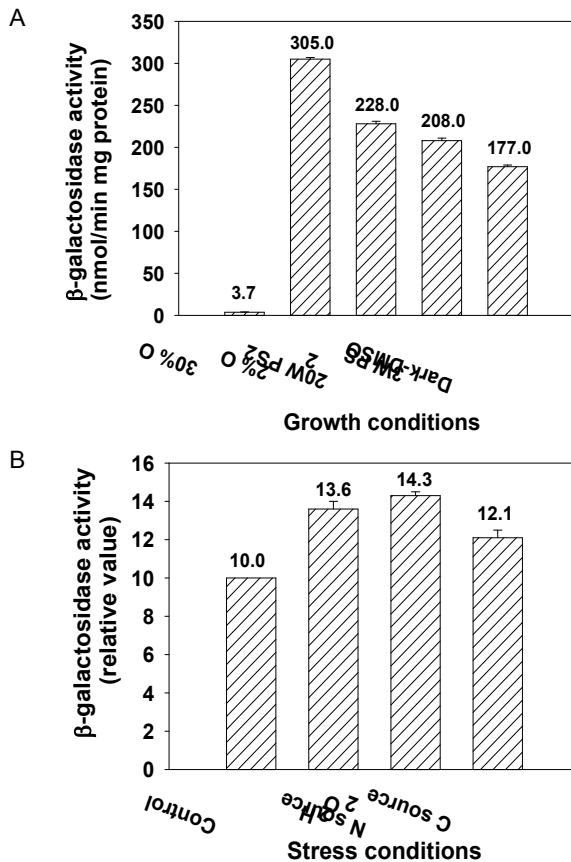 A
β-galactosidase activity
(nmol/min mg protein)
350
300
250
200
150
100
50
0
3.7
305.0
228.0
208.0
177.0
30% O2
2% O2
20W PS
3W PS
Dark-DMSO
Growth conditions
B
β-galactosidase activity
(relative value)
16
14
12
10
8
6
4
2
0
10.0
13.6
14.3
12.1
Control
H2O2
N source
C source
Stress conditions